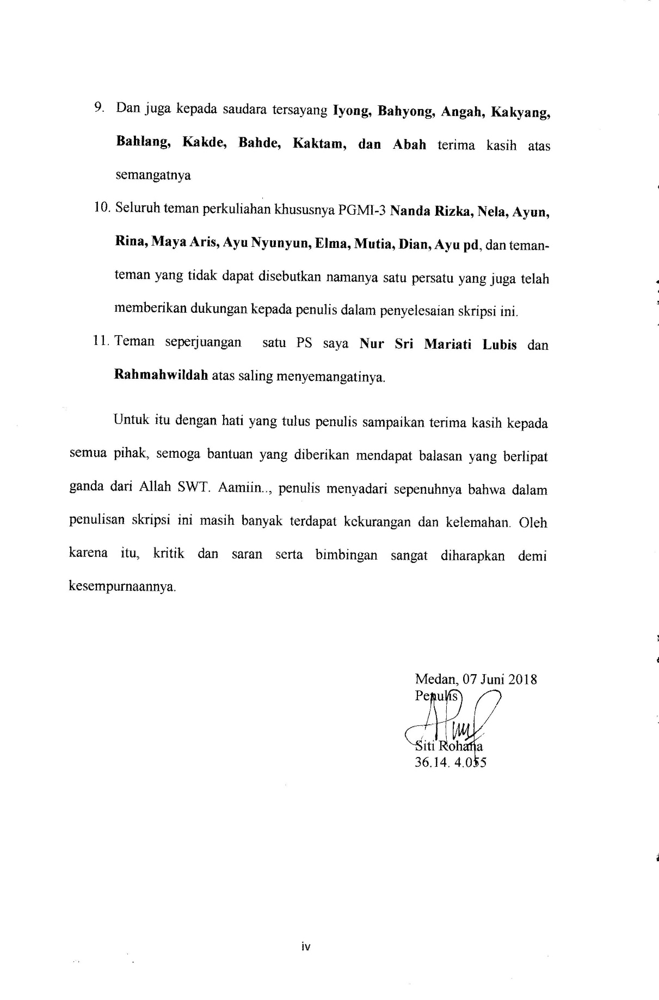 9. Dan juga kepada saudara tersayang Iyong, Bahyong, Angah, Kakyang,
Bahlang, Kakde, Bahde, Kaktam, dan Abah terima kasih atas
semangatnya
10. Seluruh teman perkuliahan khususnya PGMI-3 Nanda Rizka, Nela, Ayun,
Rina, Maya Aris, Ayu Nyunyun, Elma, Mutia, Dian, Ayu pd, dan teman-
teman yang tidak dapat disebutkan namanya satu persatu yang juga telah
memberikan dukungan kepada penulis dalam penyelesaian skripsi ini.
11. Teman seperjuangan satu PS saya Nur Sri Mariati Lubis dan
Rahmahwildah atas saling menyemangatinya.
Untuk itu dengan hati yang tulus penulis sampaikan terima kasih kepada
semua pihak, semoga bantuan yang diberikan mendapat balasan yang berlipat
ganda dari Allah SWT. Aamiin.., penulis menyadari sepenuhnya bahwa dalam
penulisan skripsi ini masih banyak terdapat kekurangan dan kelemahan. Oleh
karena itu, kritik dan saran serta bimbingan sangat diharapkan demi
kesempurnaannya.
Medan, 07 Juni 2018
Penulis
Siti Rohana
36.14. 4.055
iv